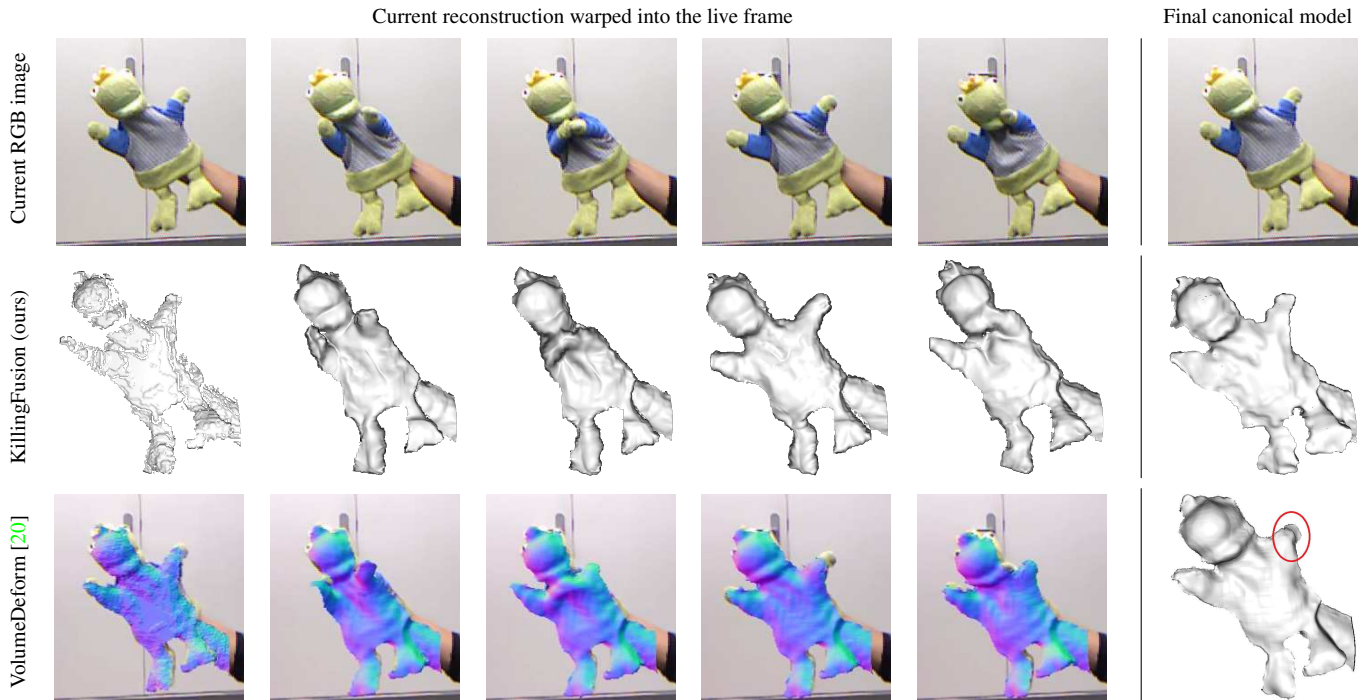 Current reconstruction warped into the live frame
Final canonical model
Current RGB image
KillingFusion (ours)
VolumeDeform [20]